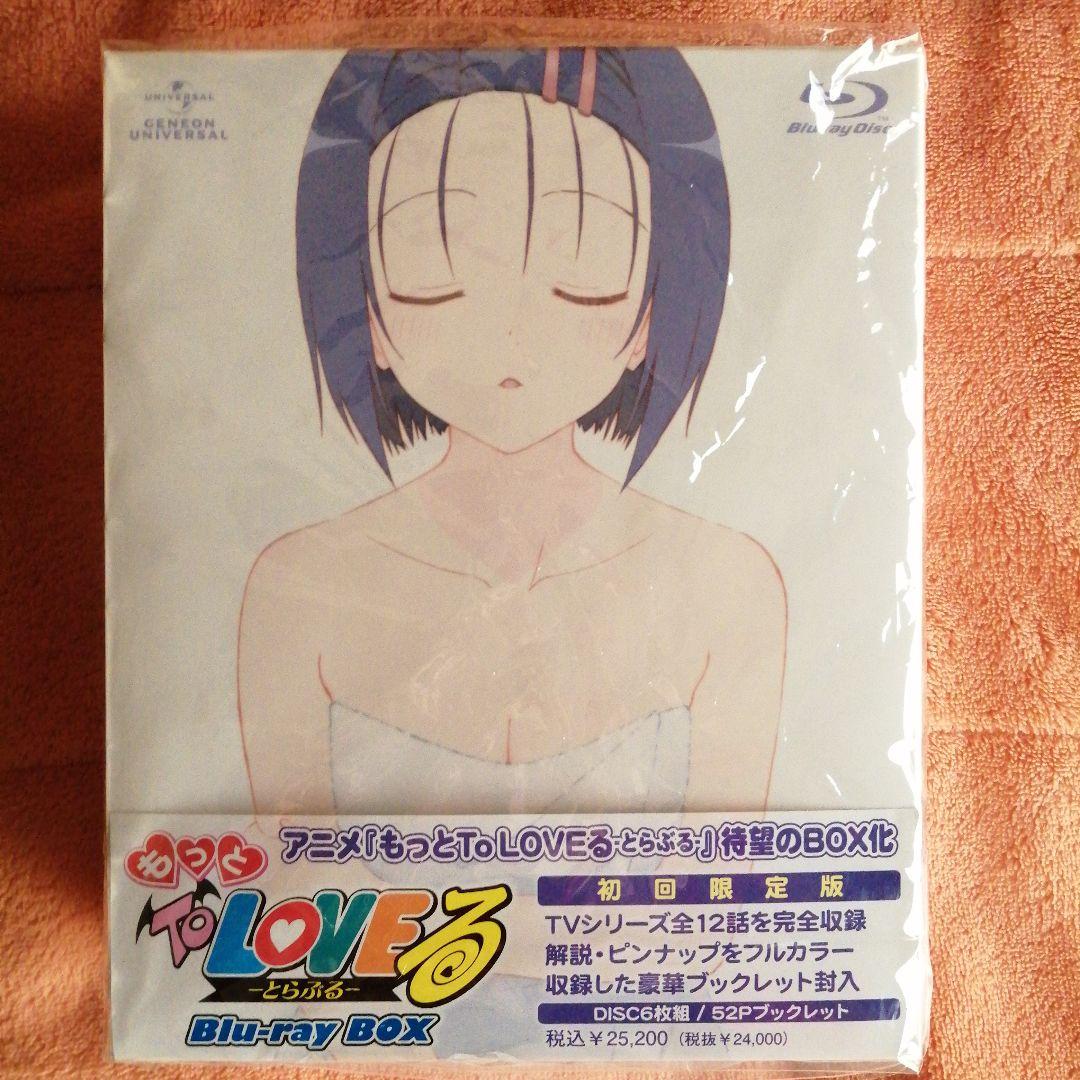 UNIVERSAL
GENEON
UNIVERSAL
Blu-ray Disc
TM
アニメ『もっとTo LOVEる-とらぶる-』待望のBOX化
もっと
To LOVEる
-とらぶる-
Blu-ray BOX
初回限定版
TVシリーズ全12話を完全収録
解説・ピンナップをフルカラー
収録した豪華ブックレット封入
DISC6枚組 / 52Pブックレット
税込¥25,200 (税抜¥24,000)